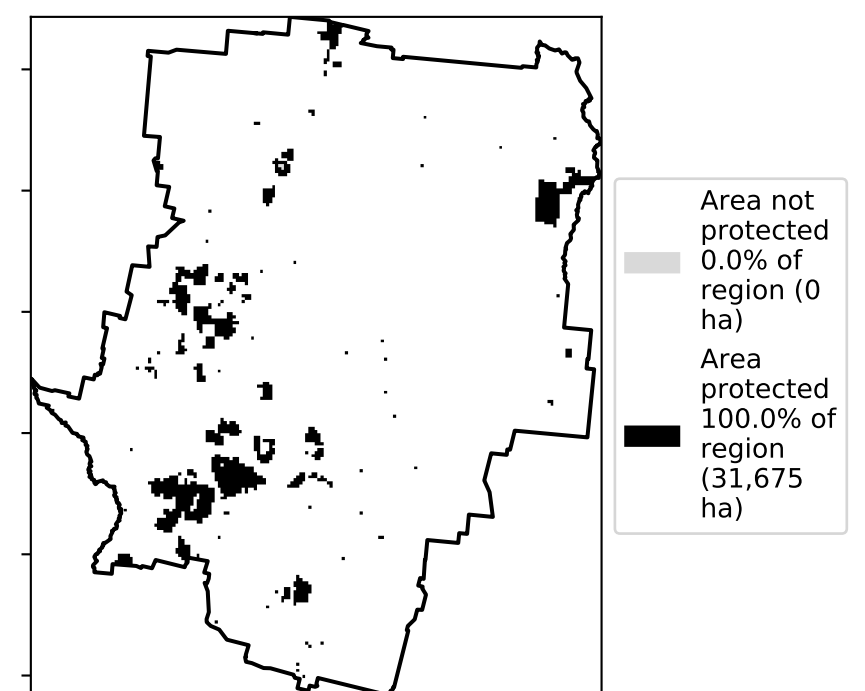 Area not
protected
0.0% of
region (0
ha)
Area
protected
100.0% of
region
(31,675
ha)